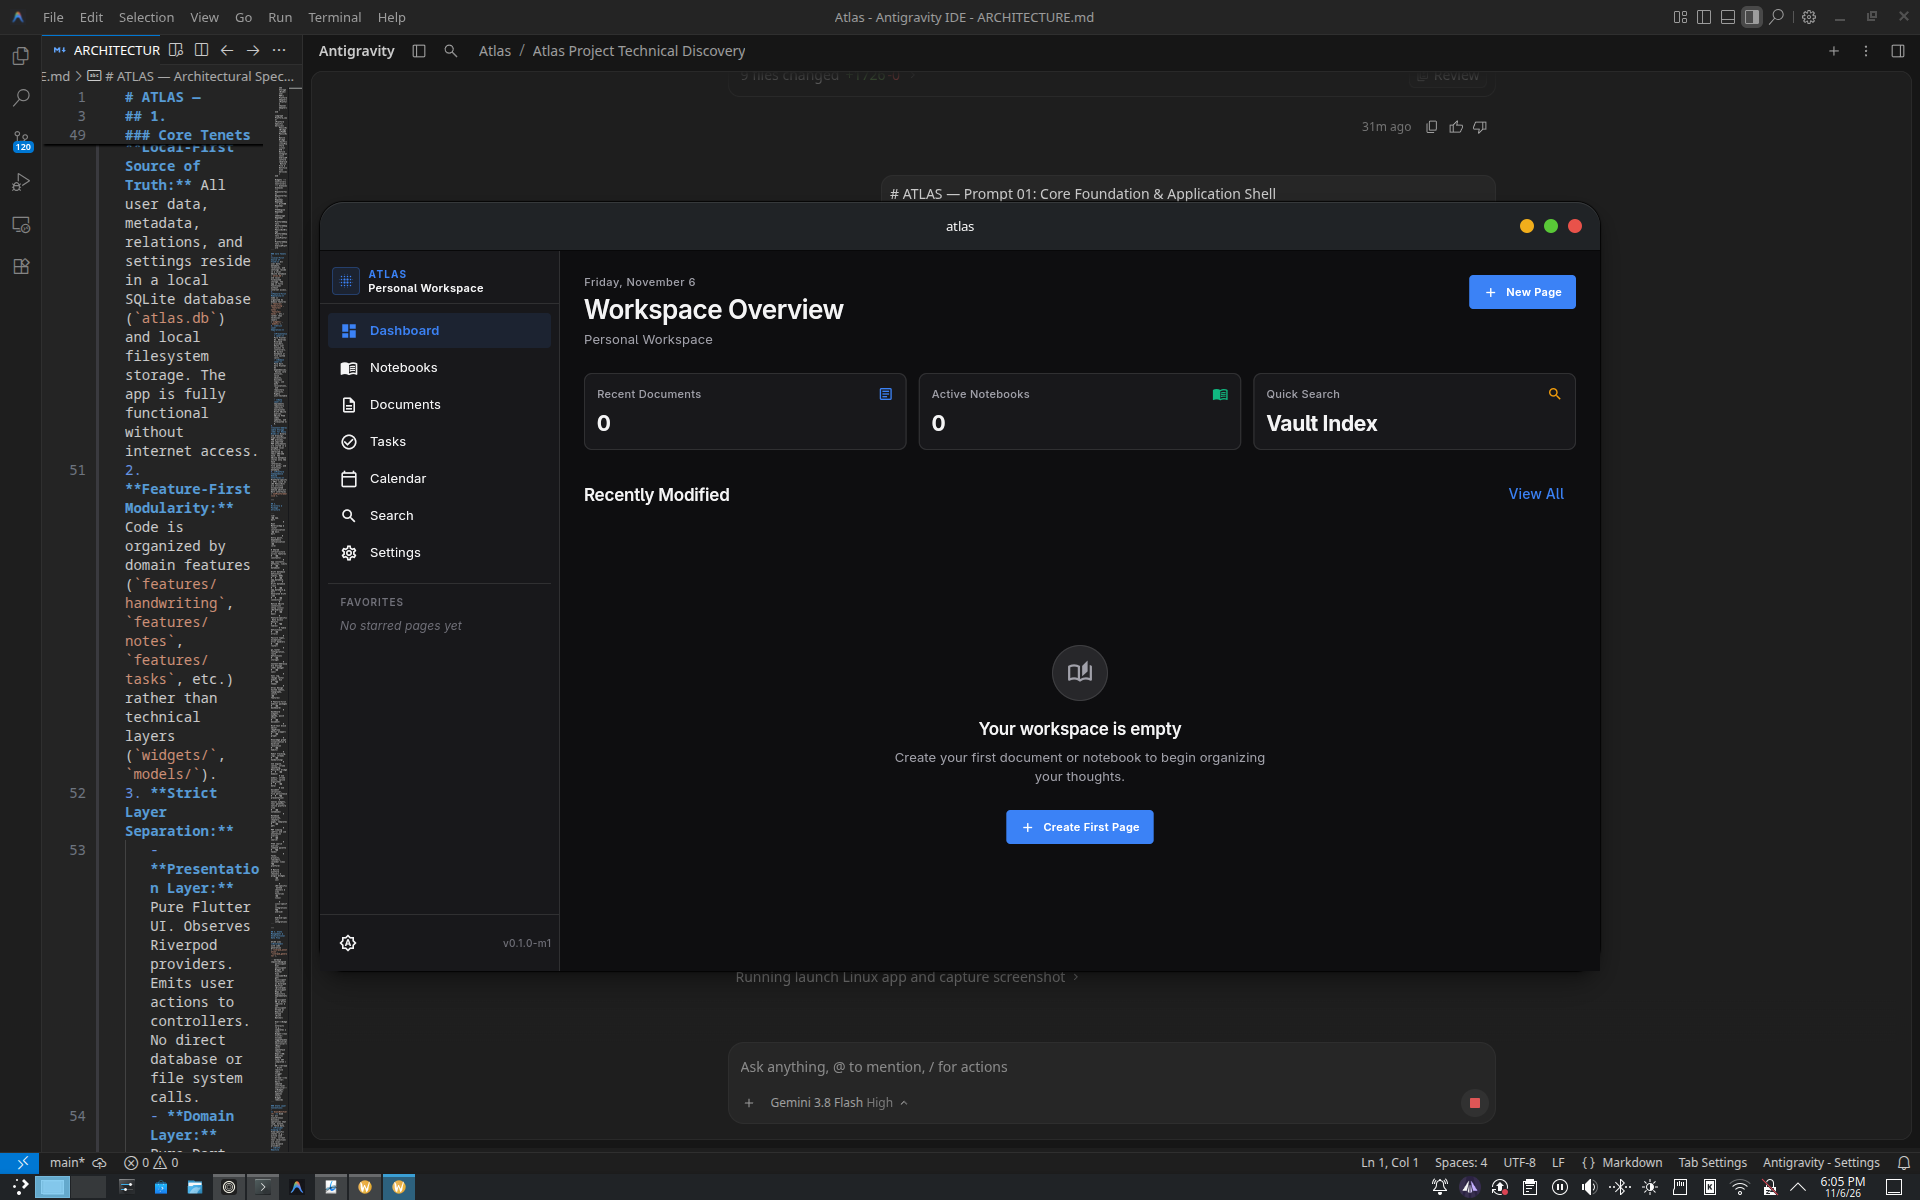 File Edit Selection View Go Run Terminal Help
Atlas - Antigravity IDE - ARCHITECTURE.md
ARCHITECTUR
E.md > # ATLAS — Architectural Spec...
1 # ATLAS —
3 ## 1.
49 ### Core Tenets
**Local-First
Source of
Truth:** All
user data,
metadata,
relations, and
settings reside
in a local
SQLite database
(`atlas.db`)
and local
filesystem
storage. The
app is fully
functional
without
internet access.
51 2.
**Feature-First
Modularity:**
Code is
organized by
domain features
(`features/
handwriting`,
`features/
notes`,
`features/
tasks`, etc.)
rather than
technical
layers
(`widgets/`,
`models/`).
52 3. **Strict
Layer
Separation:**
53 -
**Presentatio
n Layer:**
Pure Flutter
UI. Observes
Riverpod
providers.
Emits user
actions to
controllers.
No direct
database or
file system
calls.
54 - **Domain
Layer:**
120
Antigravity
Atlas / Atlas Project Technical Discovery
9 files changed
Review
31m ago
# ATLAS — Prompt 01: Core Foundation & Application Shell
atlas
ATLAS
Personal Workspace
Dashboard
Notebooks
Documents
Tasks
Calendar
Search
Settings
FAVORITES
No starred pages yet
v0.1.0-m1
Friday, November 6
Workspace Overview
Personal Workspace
+ New Page
Recent Documents
0
Active Notebooks
0
Quick Search
Vault Index
Recently Modified
View All
Your workspace is empty
Create your first document or notebook to begin organizing
your thoughts.
+ Create First Page
Running launch Linux app and capture screenshot >
Ask anything, @ to mention, / for actions
+ Gemini 3.8 Flash High
main* 0 0
Ln 1, Col 1 Spaces: 4 UTF-8 LF {} Markdown Tab Settings Antigravity - Settings
6:05 PM
11/6/26